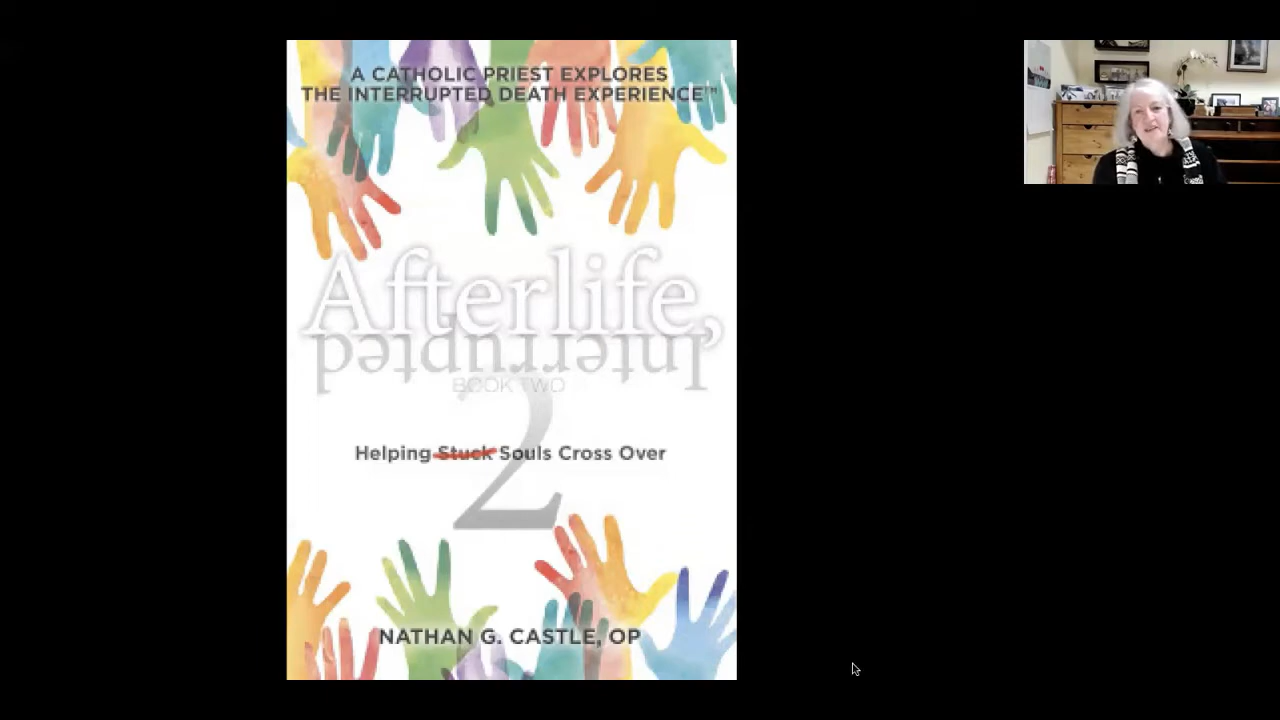 A CATHOLIC PRIEST EXPLORES
THE INTERRUPTED DEATH EXPERIENCE™
Afterlife,
Interrupted
BOOK TWO
2
Helping Stuck Souls Cross Over
NATHAN G. CASTLE, OP